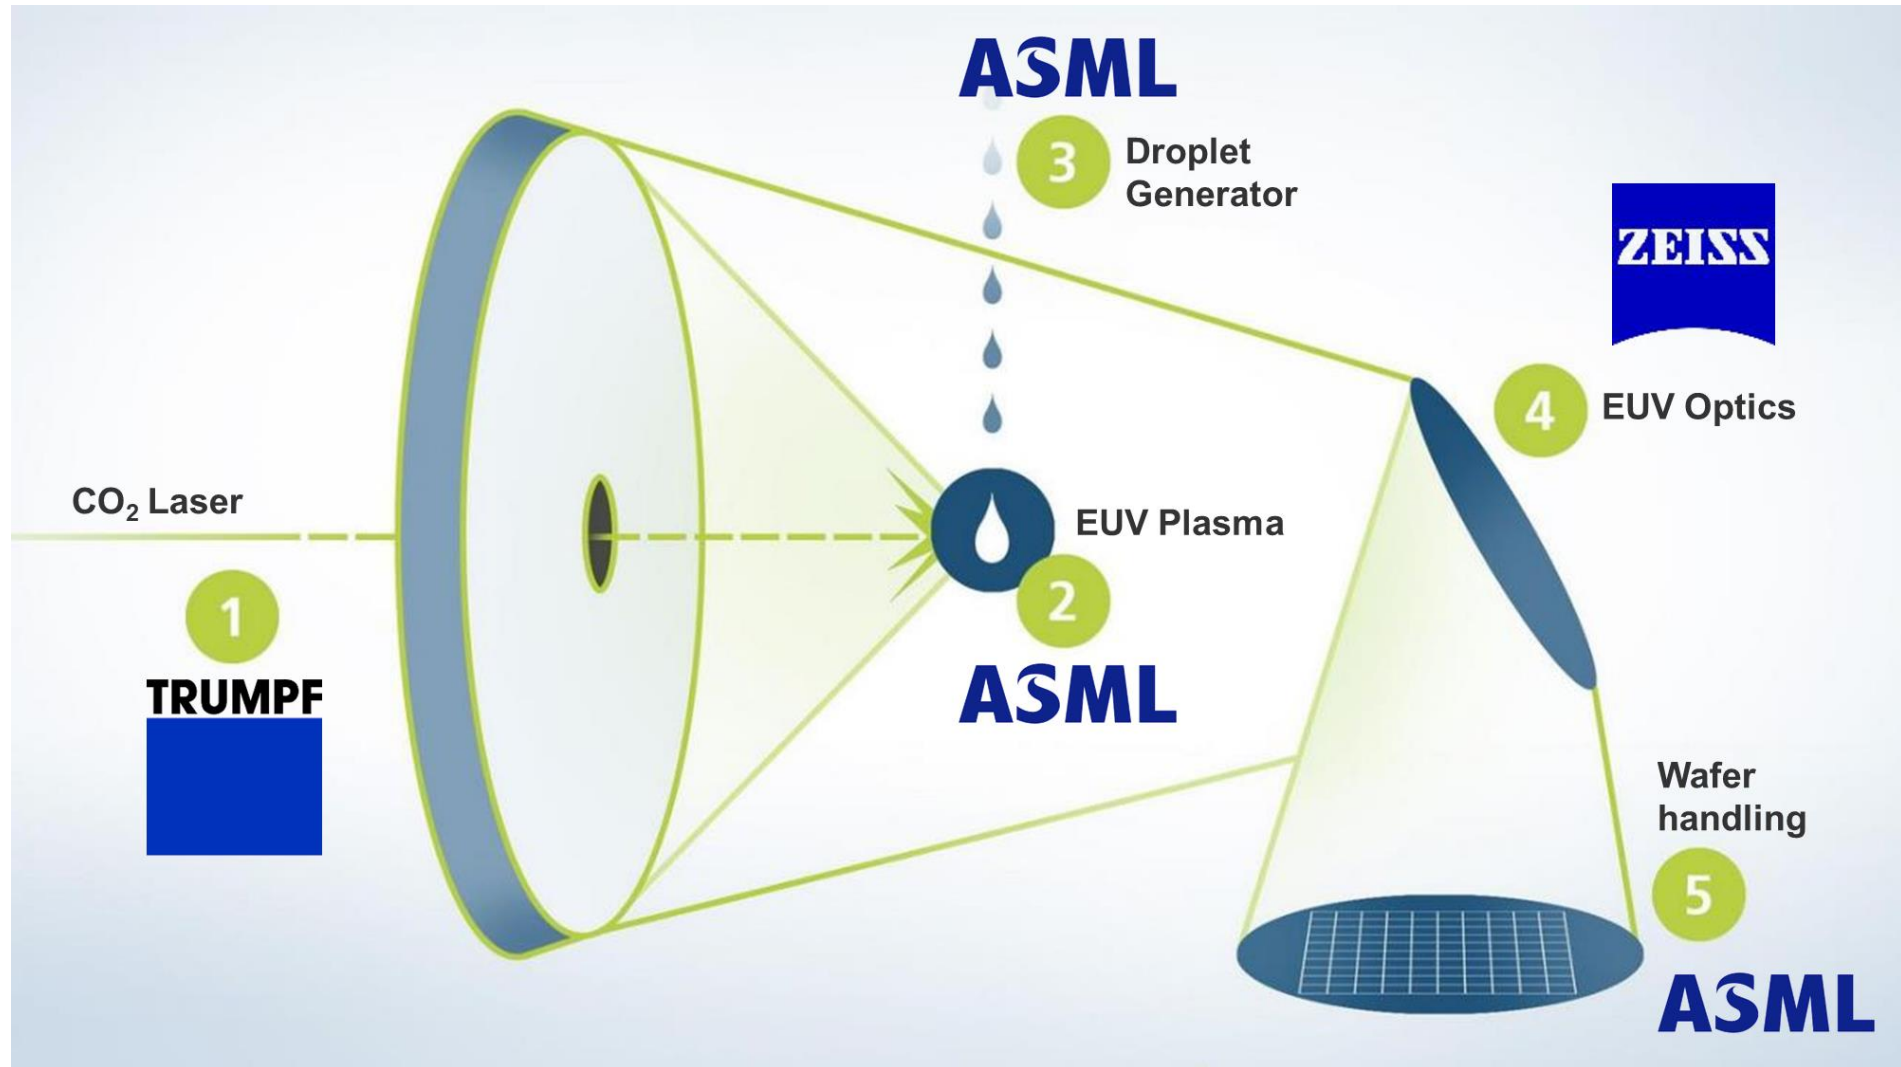 ASML
3
Droplet
Generator
ZEISS
4
EUV Optics
CO₂ Laser
EUV Plasma
1
2
TRUMPF
ASML
Wafer
handling
5
ASML